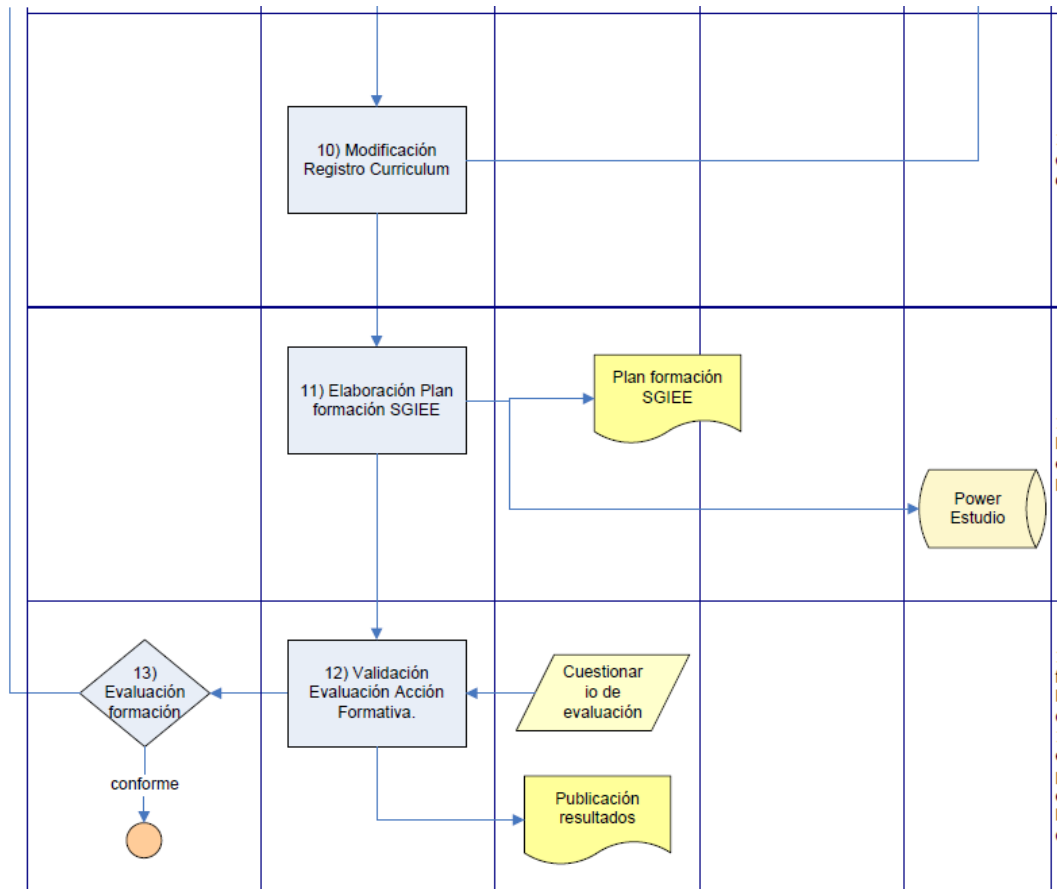 10) Modificación
Registro Curriculum
11) Elaboración Plan
formación SGIEE
Plan formación
SGIEE
Power
Estudio
13)
Evaluación
formación
12) Validación
Evaluación Acción
Formativa.
Cuestionar
io de
evaluación
conforme
Publicación
resultados